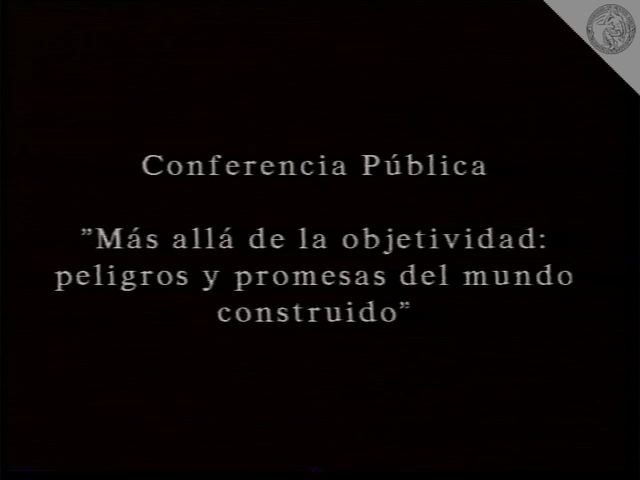 Conferencia Pública
"Más allá de la objetividad:
peligros y promesas del mundo
construido"